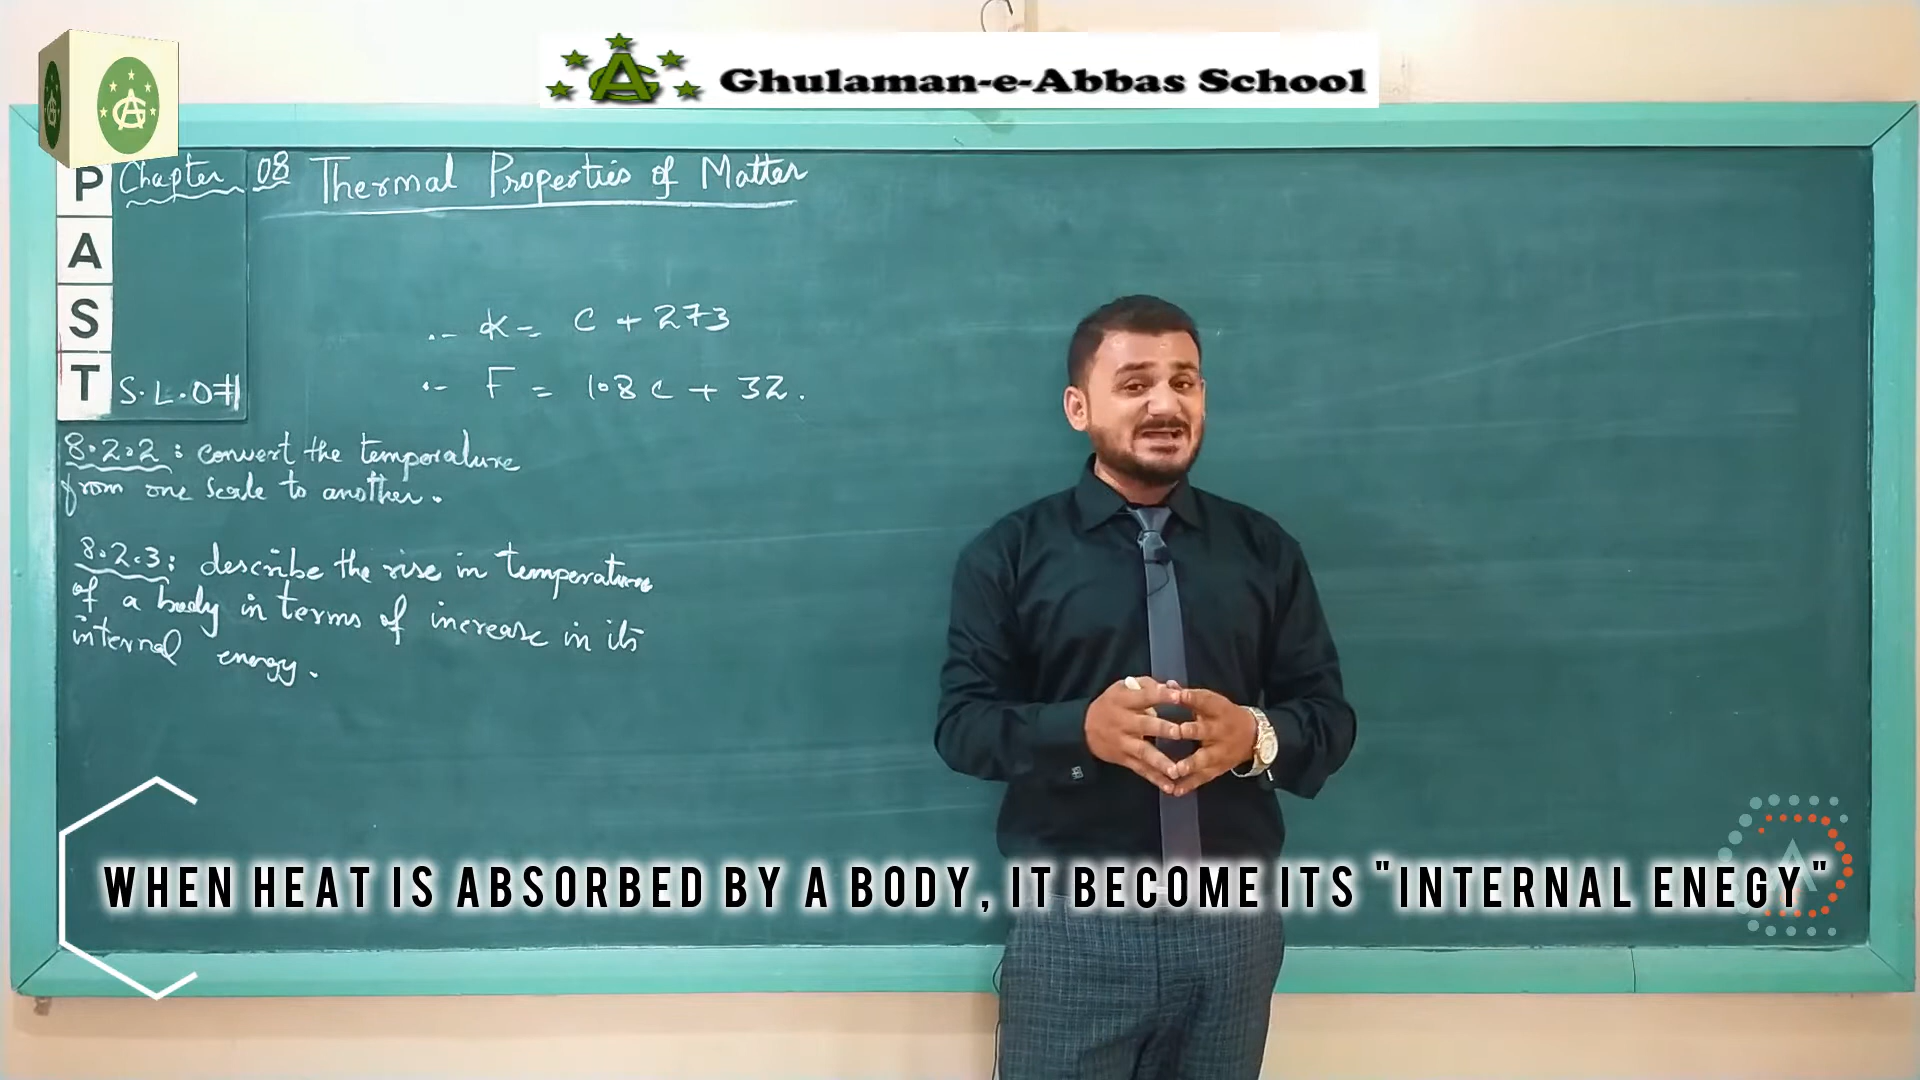 Ghulaman-e-Abbas School
P
A
S
T
Chapter 08 Thermal Properties of Matter
K = C + 273
F = 1.8 C + 32.
S.L.O#
8.2.2: convert the temperature
from one scale to another.
8.2.3: describe the rise in temperature
of a body in terms of increase in its
internal energy.
WHEN HEAT IS ABSORBED BY A BODY, IT BECOME ITS "INTERNAL ENEGY"